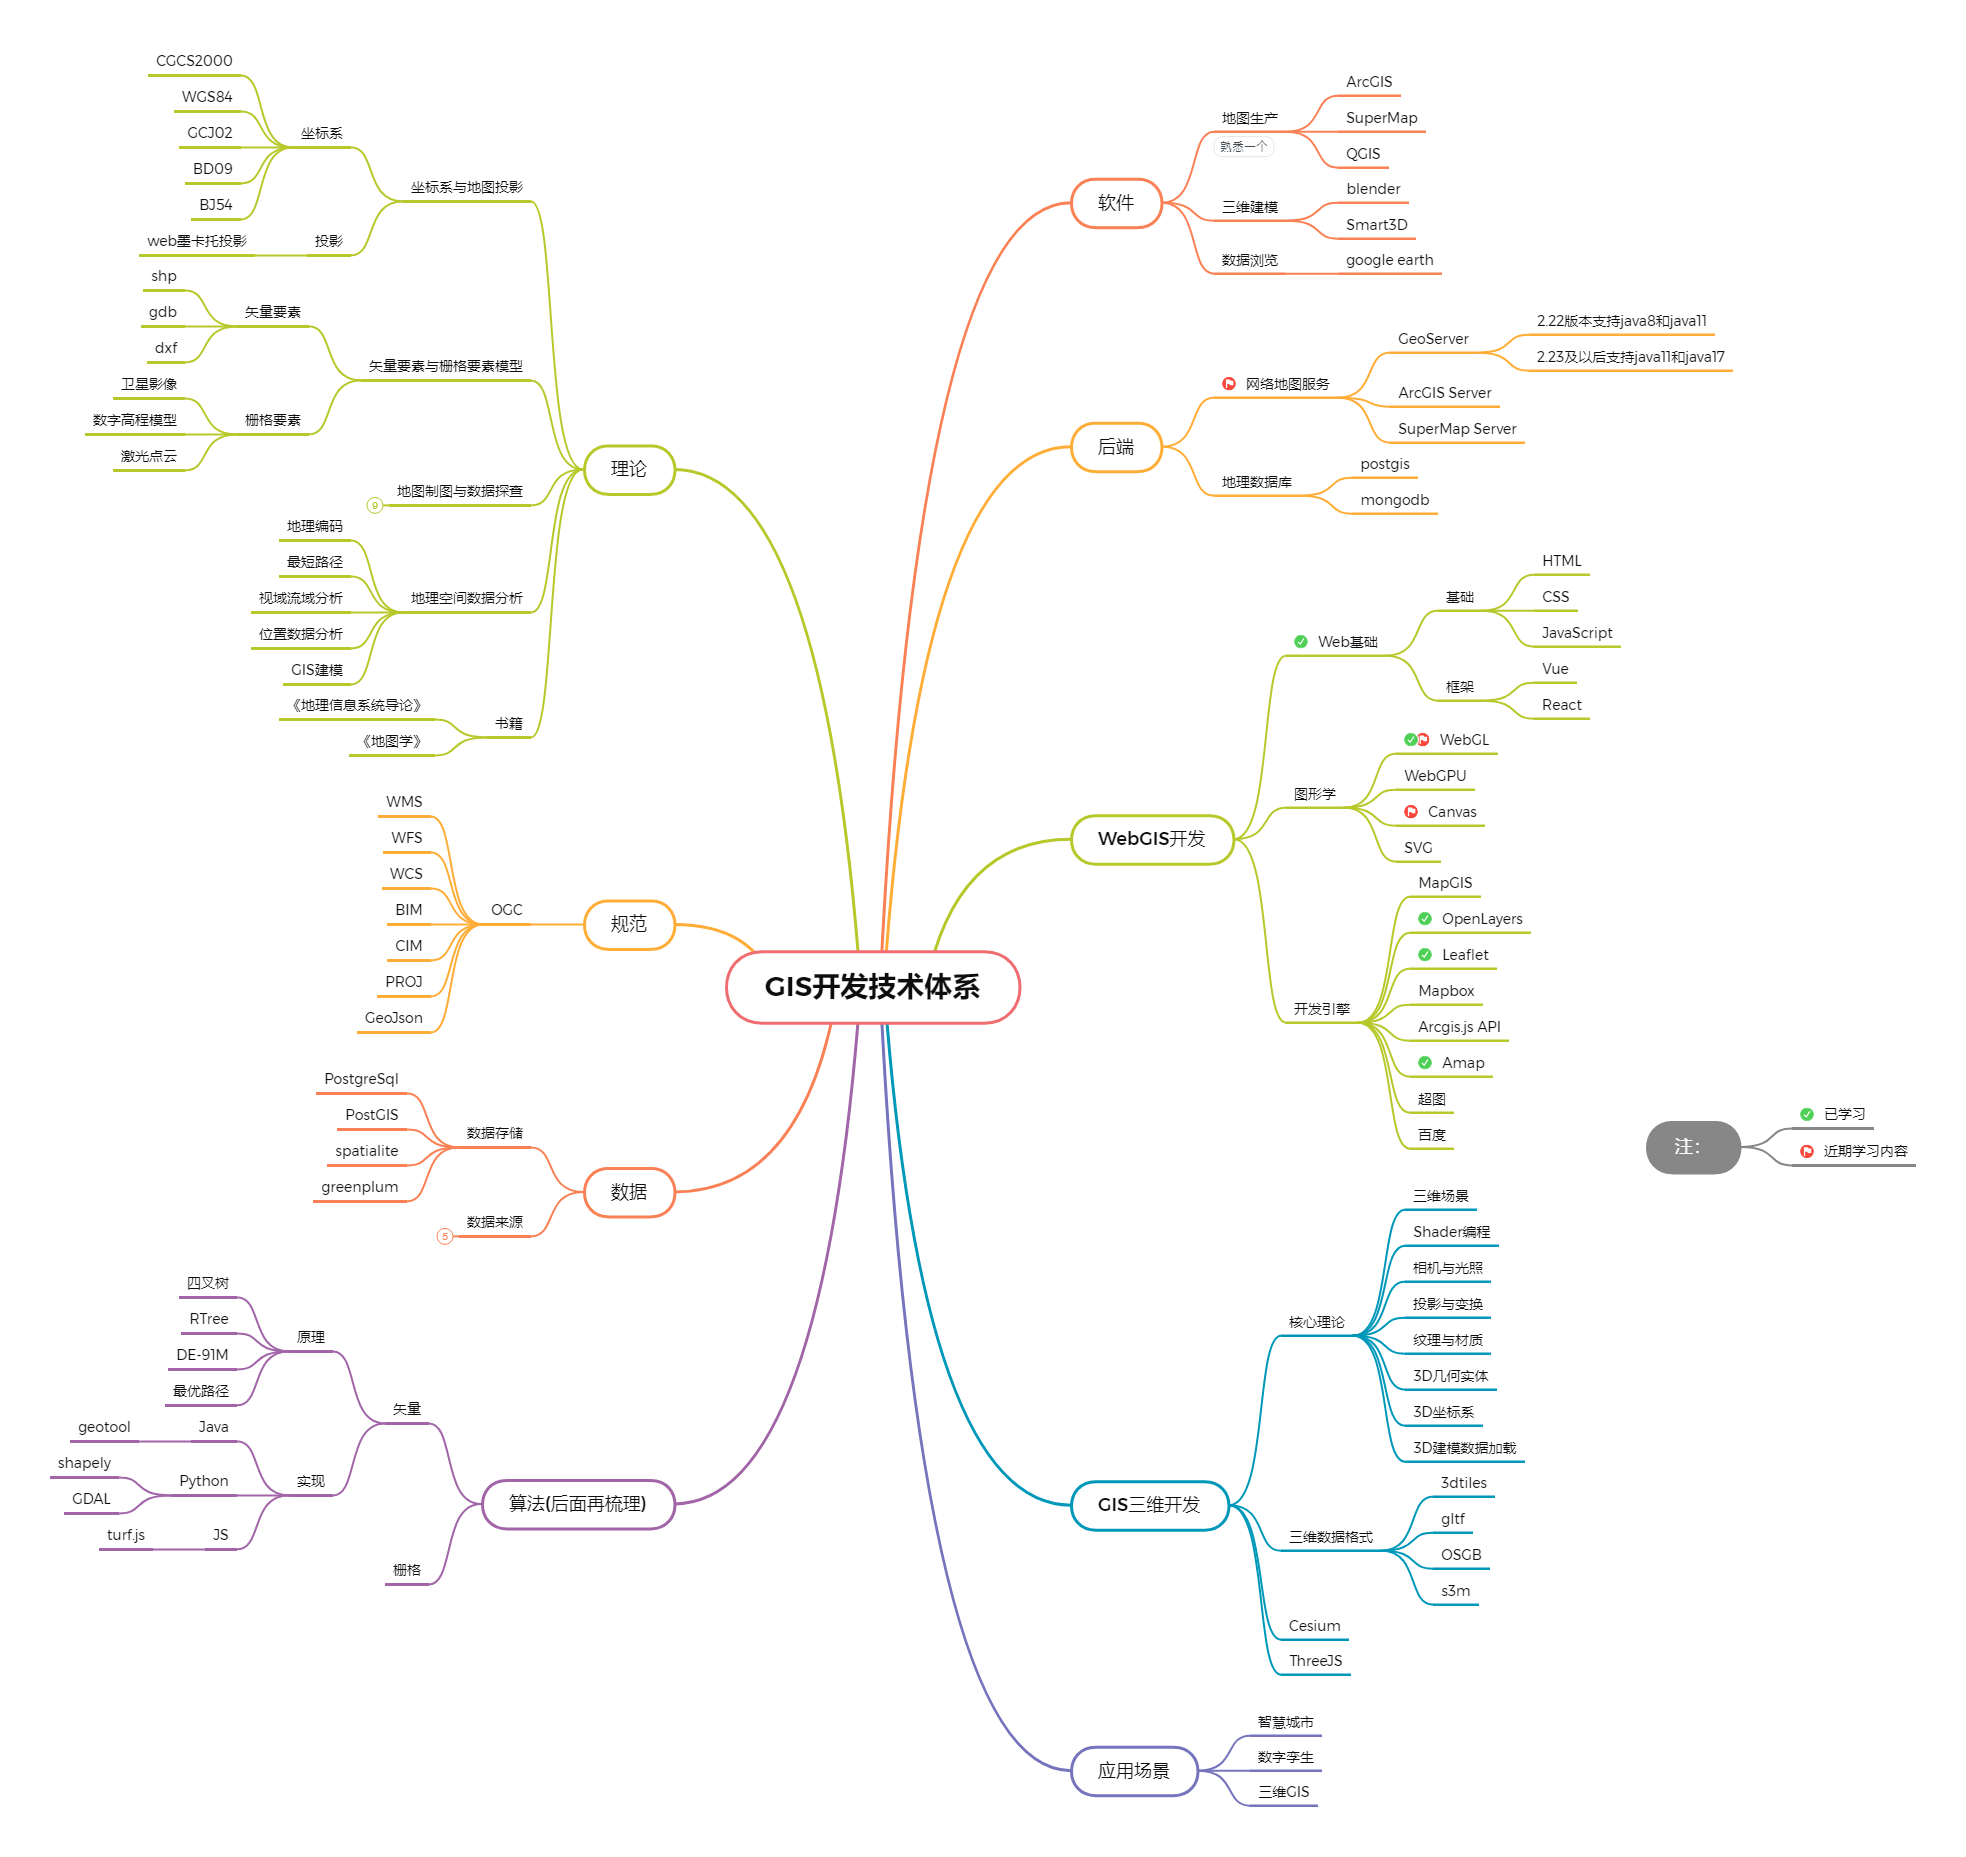 GIS开发技术体系
理论
坐标系与地图投影
坐标系
CGCS2000
WGS84
GCJ02
BD09
BJ54
投影
web墨卡托投影
矢量要素与栅格要素模型
矢量要素
shp
gdb
dxf
栅格要素
卫星影像
数字高程模型
激光点云
地图制图与数据探查
9
地理空间数据分析
地理编码
最短路径
视域流域分析
位置数据分析
GIS建模
书籍
《地理信息系统导论》
《地图学》
规范
OGC
WMS
WFS
WCS
BIM
CIM
PROJ
GeoJson
数据
数据存储
PostgreSql
PostGIS
spatialite
greenplum
数据来源
5
算法(后面再梳理)
矢量
原理
四叉树
RTree
DE-91M
最优路径
实现
Java
geotool
Python
shapely
GDAL
JS
turf.js
栅格
软件
地图生产
熟悉一个
ArcGIS
SuperMap
QGIS
三维建模
blender
Smart3D
数据浏览
google earth
后端
网络地图服务
GeoServer
2.22版本支持java8和java11
2.23及以后支持java11和java17
ArcGIS Server
SuperMap Server
地理数据库
postgis
mongodb
WebGIS开发
Web基础
基础
HTML
CSS
JavaScript
框架
Vue
React
图形学
WebGL
WebGPU
Canvas
SVG
开发引擎
MapGIS
OpenLayers
Leaflet
Mapbox
Arcgis.js API
Amap
超图
百度
GIS三维开发
核心理论
三维场景
Shader编程
相机与光照
投影与变换
纹理与材质
3D几何实体
3D坐标系
3D建模数据加载
三维数据格式
3dtiles
gltf
OSGB
s3m
Cesium
ThreeJS
应用场景
智慧城市
数字孪生
三维GIS
注：
已学习
近期学习内容